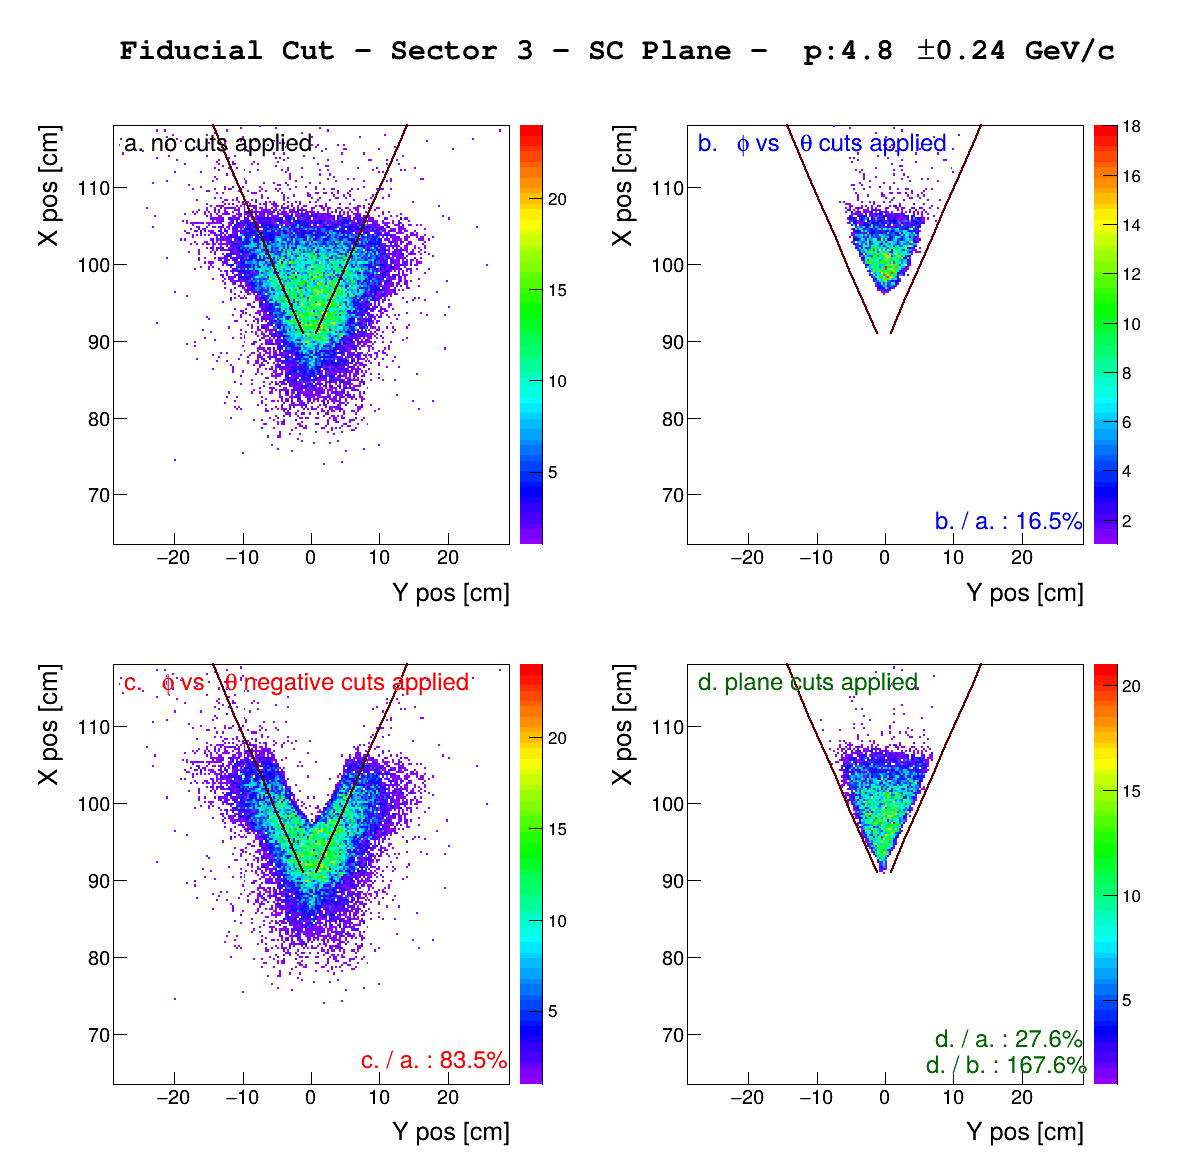 Fiducial Cut − Sector 3 − SC Plane − p:4.8 ±0.24 GeV/c
a. no cuts applied
X pos [cm]
110
100
90
80
70
−20 −10 0 10 20
Y pos [cm]
20
15
10
5
b. ϕ vs θ cuts applied
X pos [cm]
110
100
90
80
70
b. / a. : 16.5%
−20 −10 0 10 20
Y pos [cm]
18
16
14
12
10
8
6
4
2
c. ϕ vs θ negative cuts applied
X pos [cm]
110
100
90
80
70
c. / a. : 83.5%
−20 −10 0 10 20
Y pos [cm]
20
15
10
5
d. plane cuts applied
X pos [cm]
110
100
90
80
70
d. / a. : 27.6%
d. / b. : 167.6%
−20 −10 0 10 20
Y pos [cm]
20
15
10
5